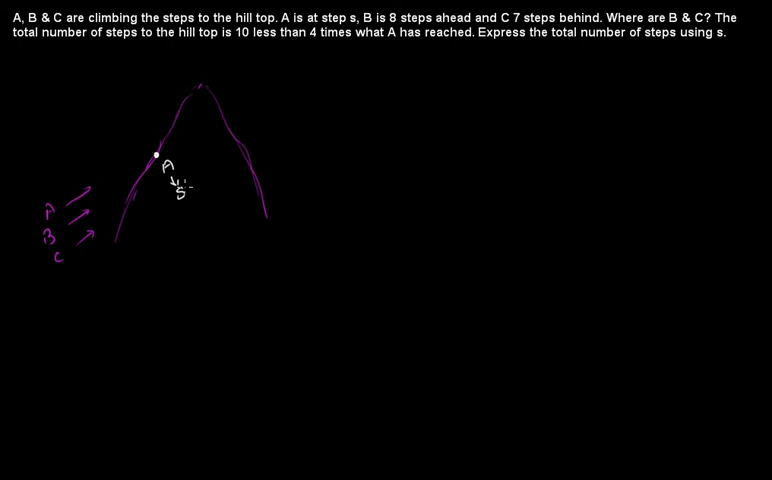 A, B & C are climbing the steps to the hill top. A is at step s, B is 8 steps ahead and C 7 steps behind. Where are B & C? The
total number of steps to the hill top is 10 less than 4 times what A has reached. Express the total number of steps using s.
A
S
A
B
C